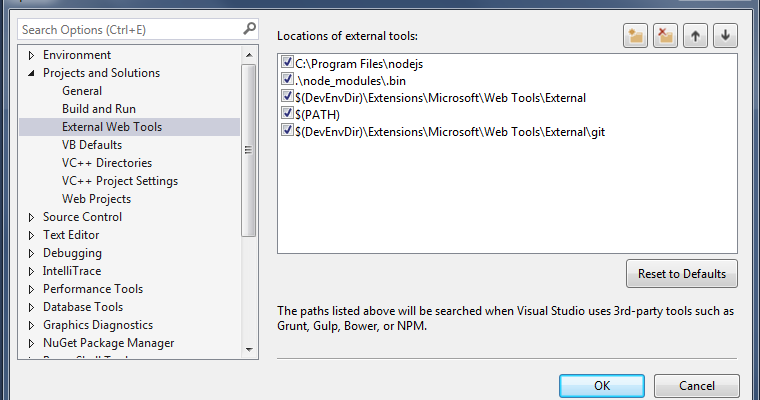 Search Options (Ctrl+E)
Environment
Projects and Solutions
General
Build and Run
External Web Tools
VB Defaults
VC++ Directories
VC++ Project Settings
Web Projects
Source Control
Text Editor
Debugging
IntelliTrace
Performance Tools
Database Tools
Graphics Diagnostics
NuGet Package Manager
Locations of external tools:
C:\Program Files\nodejs
.\node_modules\.bin
$(DevEnvDir)\Extensions\Microsoft\Web Tools\External
$(PATH)
$(DevEnvDir)\Extensions\Microsoft\Web Tools\External\git
Reset to Defaults
The paths listed above will be searched when Visual Studio uses 3rd-party tools such as
Grunt, Gulp, Bower, or NPM.
OK
Cancel